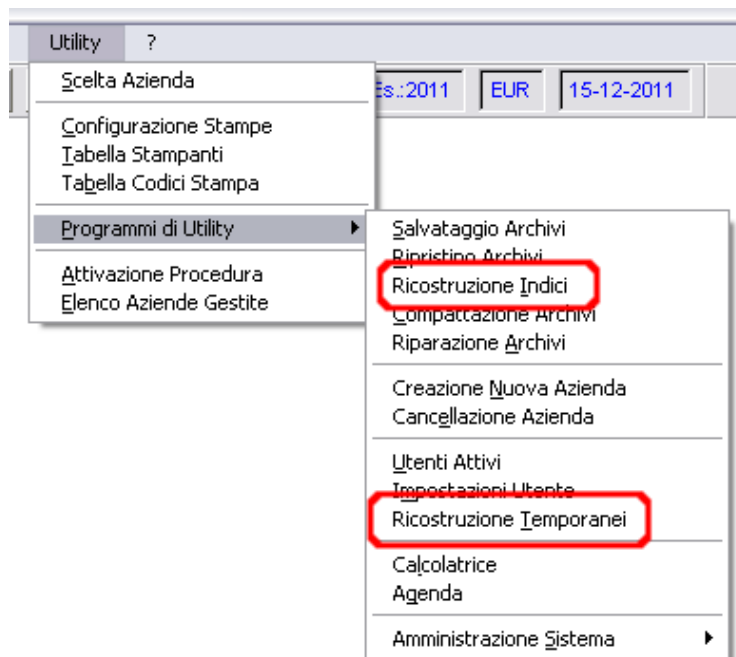 Utility ?
Es.:2011 EUR 15-12-2011
Scelta Azienda
Configurazione Stampe
Tabella Stampanti
Tabella Codici Stampa
Programmi di Utility
Attivazione Procedura
Elenco Aziende Gestite
Salvataggio Archivi
Ripristino Archivi
Ricostruzione Indici
Compattazione Archivi
Riparazione Archivi
Creazione Nuova Azienda
Cancellazione Azienda
Utenti Attivi
Impostazioni Utente
Ricostruzione Temporanei
Calcolatrice
Agenda
Amministrazione Sistema